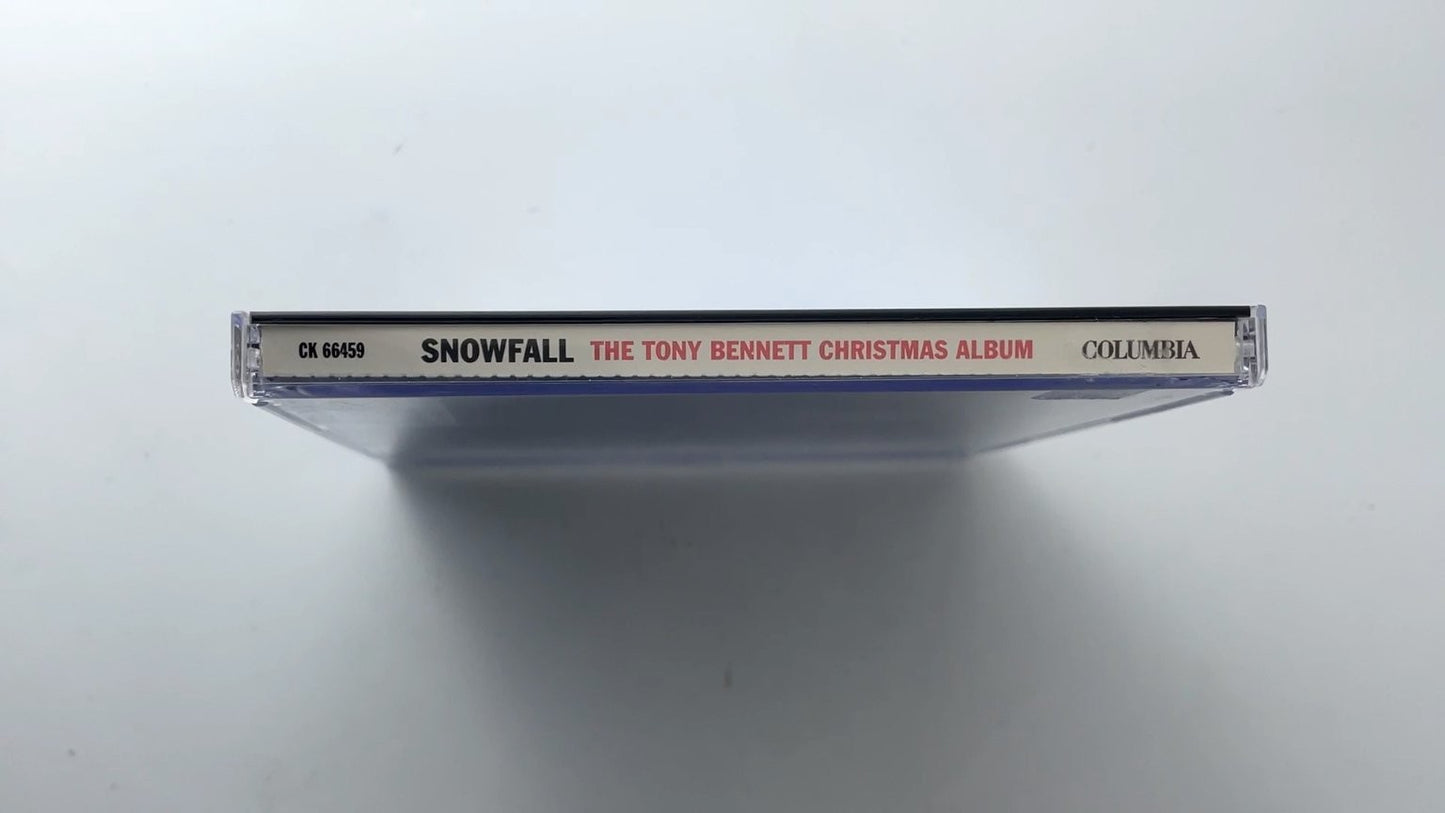 CK 66459 SNOWFALL THE TONY BENNETT CHRISTMAS ALBUM COLUMBIA